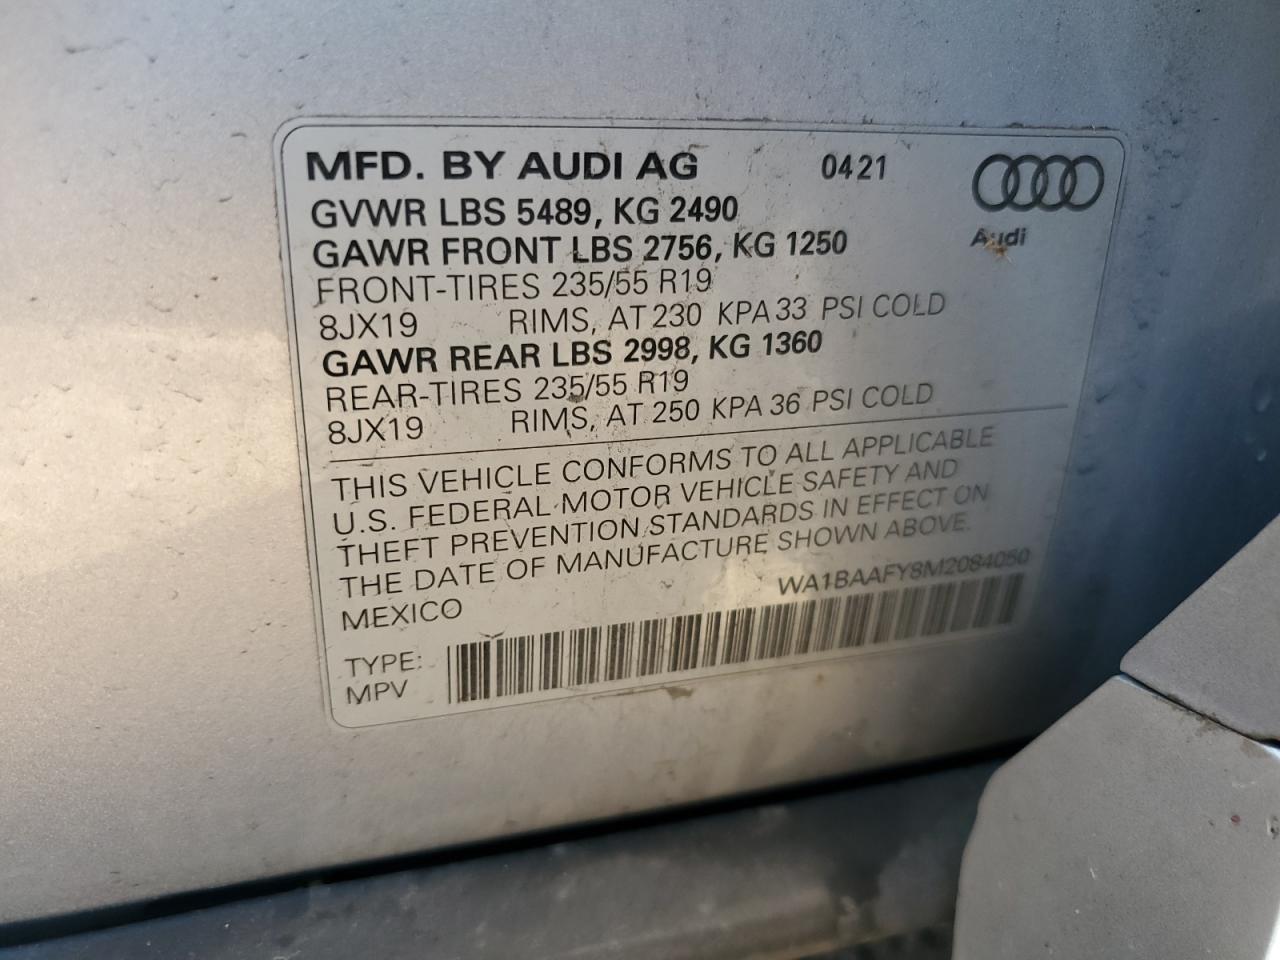 MFD. BY AUDI AG 0421
GVWR LBS 5489, KG 2490
GAWR FRONT LBS 2756, KG 1250
Audi
FRONT-TIRES 235/55 R19
8JX19 RIMS, AT 230 KPA 33 PSI COLD
GAWR REAR LBS 2998, KG 1360
REAR-TIRES 235/55 R19
8JX19 RIMS, AT 250 KPA 36 PSI COLD
THIS VEHICLE CONFORMS TO ALL APPLICABLE
U.S. FEDERAL MOTOR VEHICLE SAFETY AND
THEFT PREVENTION STANDARDS IN EFFECT ON
THE DATE OF MANUFACTURE SHOWN ABOVE.
MEXICO WA1BAAFY8M2084050
TYPE:
MPV